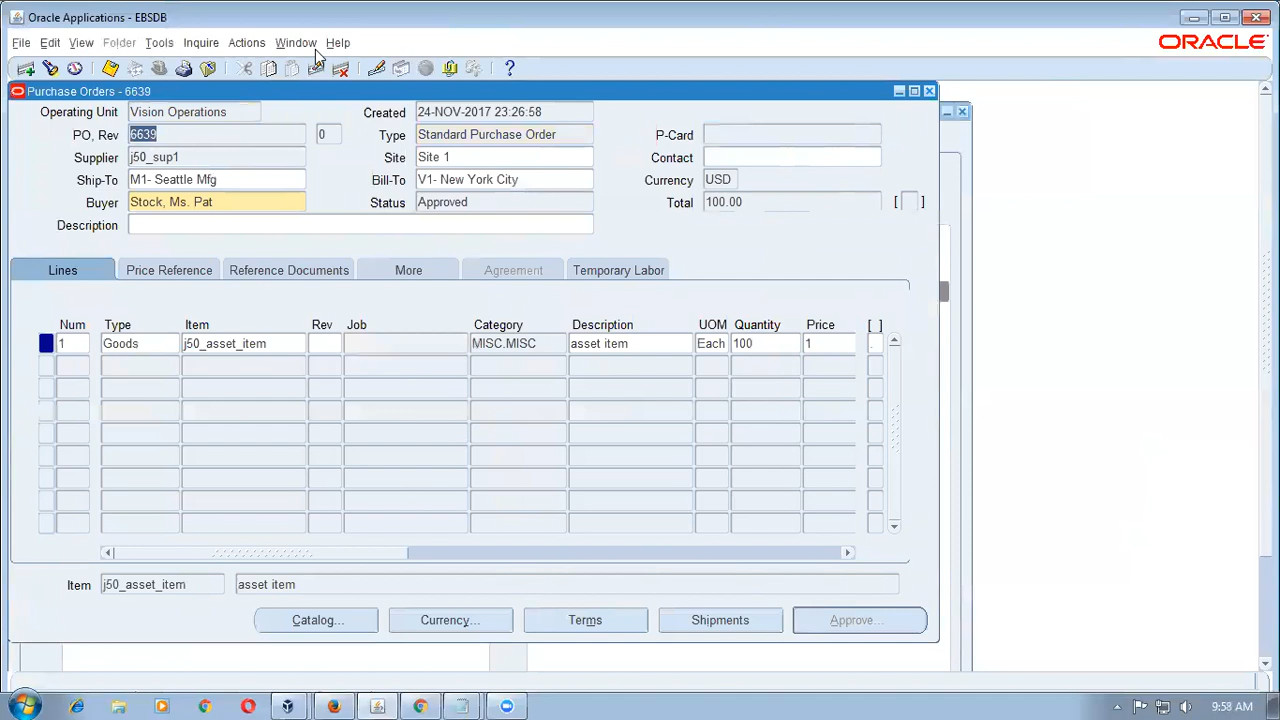 Oracle Applications - EBSDB
File Edit View Folder Tools Inquire Actions Window Help
ORACLE
Purchase Orders - 6639
Operating Unit Vision Operations Created 24-NOV-2017 23:26:58
PO, Rev 6639 0 Type Standard Purchase Order P-Card
Supplier j50_sup1 Site Site 1 Contact
Ship-To M1- Seattle Mfg Bill-To V1- New York City Currency USD
Buyer Stock, Ms. Pat Status Approved Total 100.00 [ ]
Description
Lines Price Reference Reference Documents More Agreement Temporary Labor
Num Type Item Rev Job Category Description UOM Quantity Price [ ]
1 Goods j50_asset_item MISC.MISC asset item Each 100 1 .
Item j50_asset_item asset item
Catalog... Currency... Terms Shipments Approve...
9:58 AM